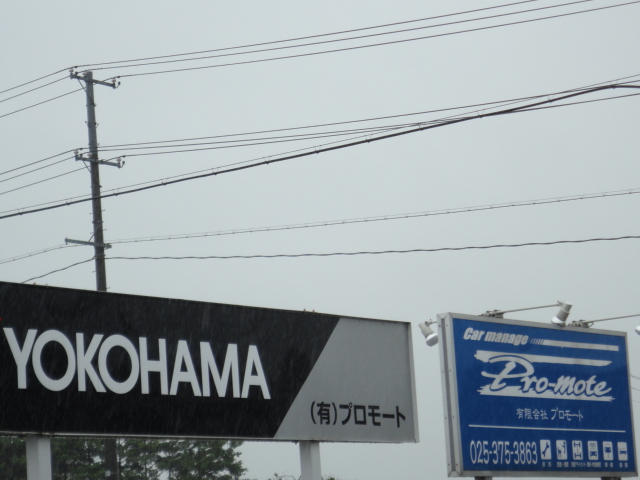 YOKOHAMA
(有)プロモート
Car manage
Pro-mote
有限会社 プロモート
025-375-3863